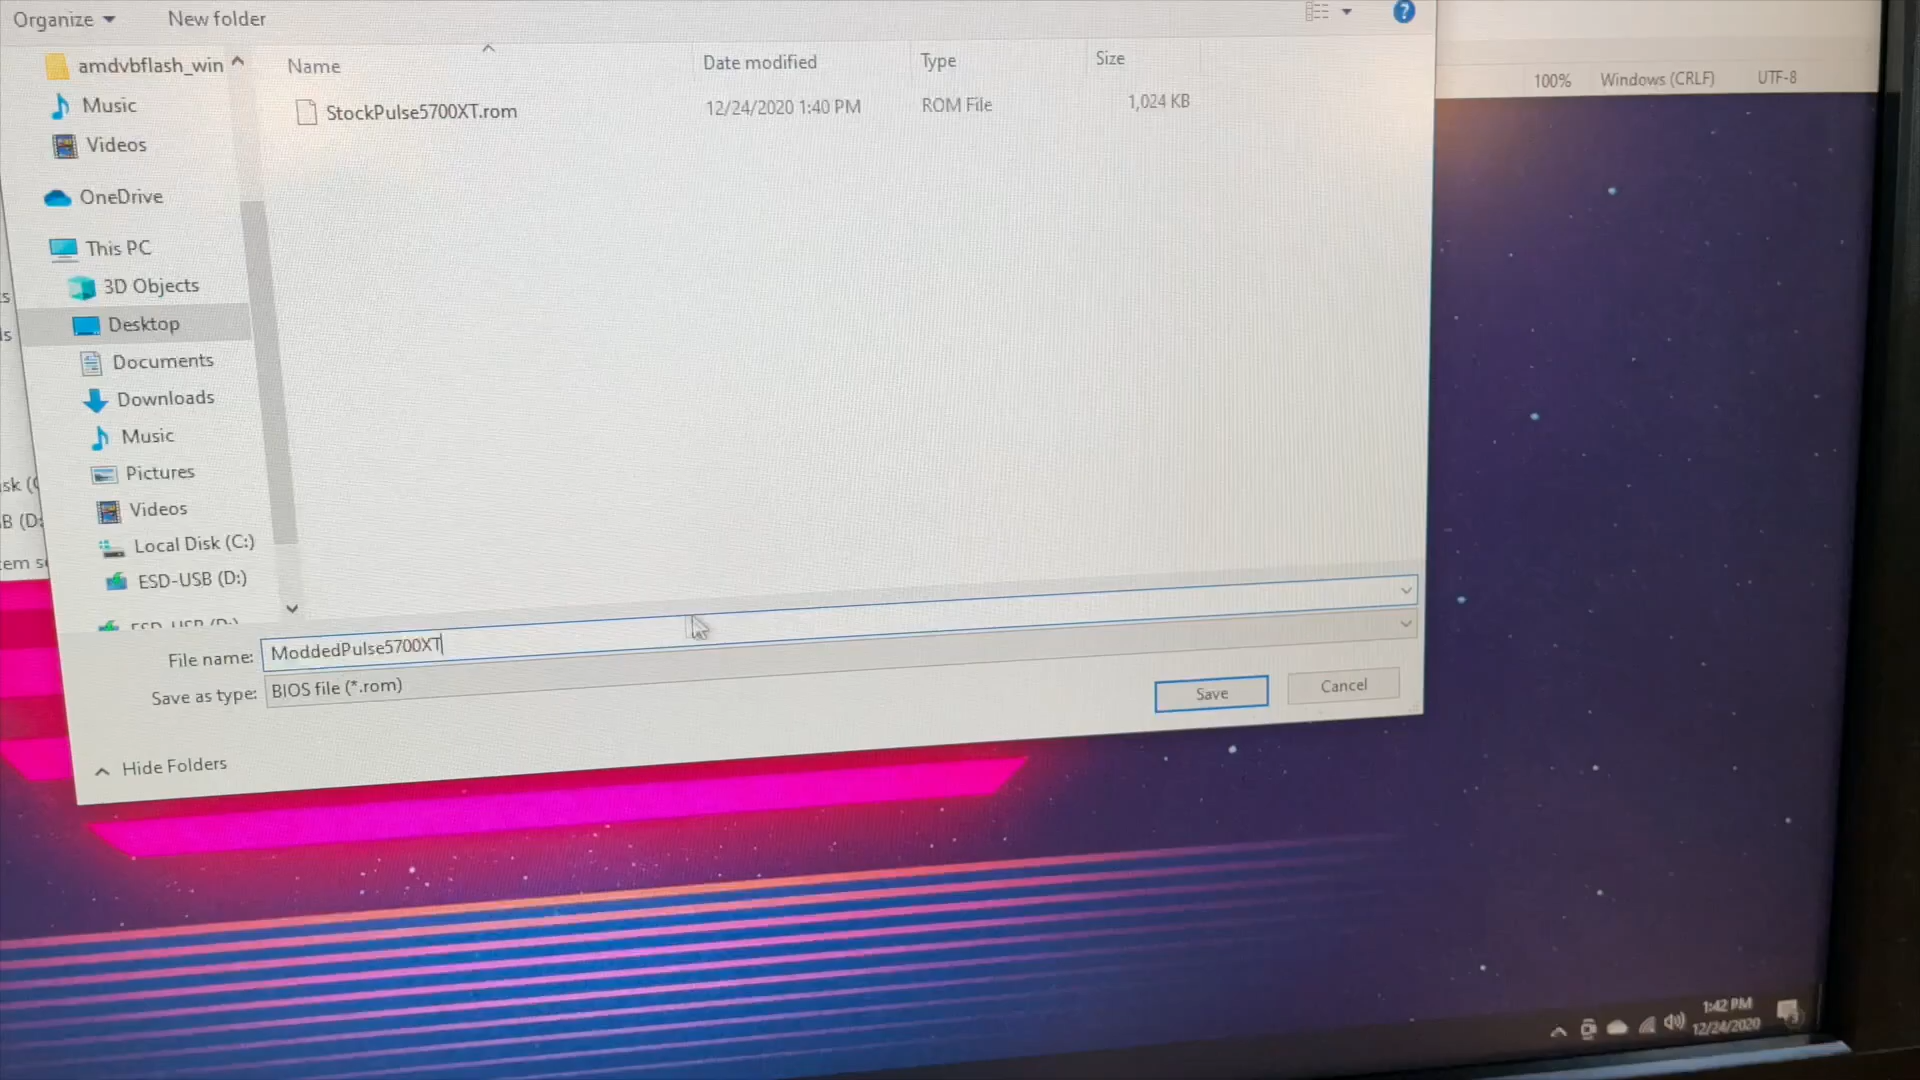 Organize
New folder
100%
Windows (CRLF)
UTF-8
amdvbflash_win
Music
Videos
OneDrive
This PC
3D Objects
Desktop
Documents
Downloads
Music
Pictures
Videos
Local Disk (C:)
ESD-USB (D:)
ESD-USB (D:)
Name
Date modified
Type
Size
StockPulse5700XT.rom
12/24/2020 1:40 PM
ROM File
1,024 KB
File name: ModdedPulse5700XT
Save as type: BIOS file (*.rom)
Save
Cancel
Hide Folders
1:42 PM
12/24/2020